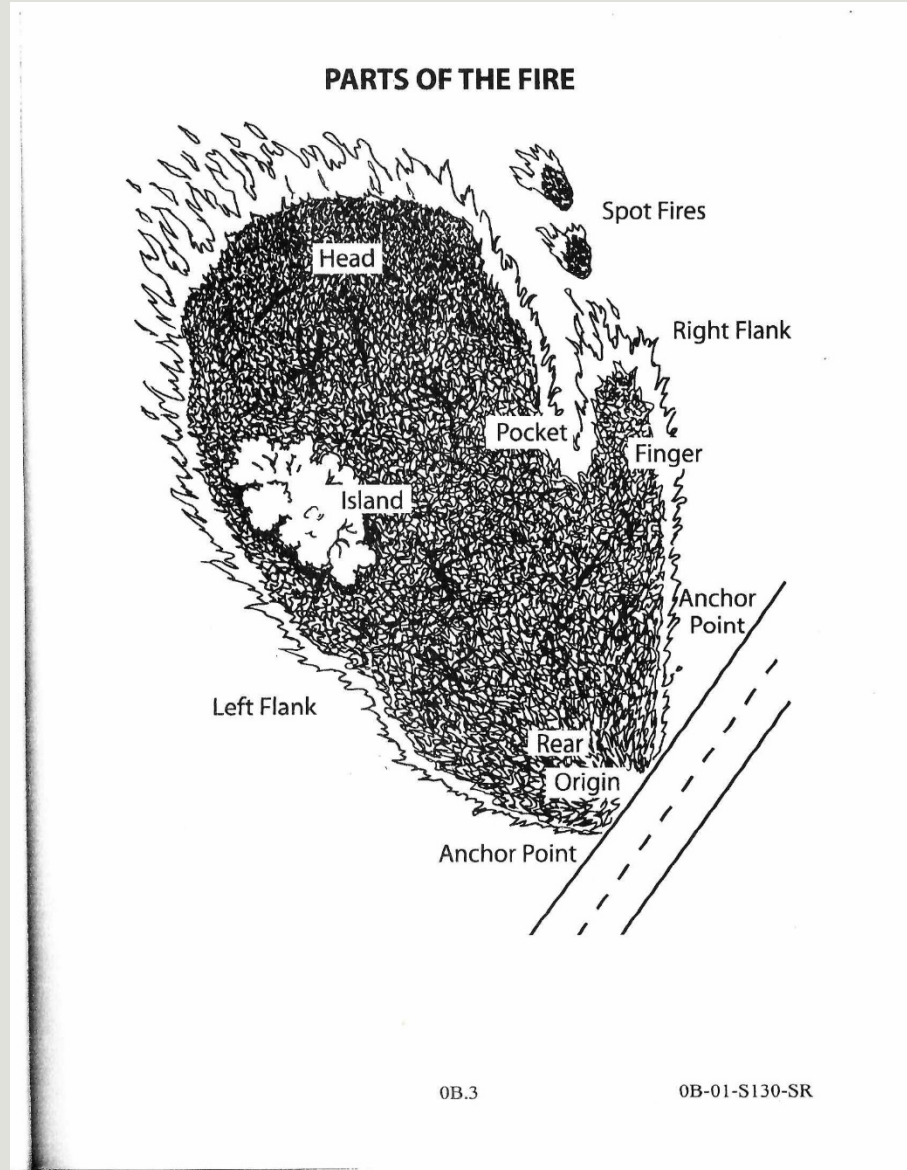 PARTS OF THE FIRE
Spot Fires
Head
Right Flank
Pocket
Finger
Island
Anchor
Point
Left Flank
Rear
Origin
Anchor Point
0B.3
0B-01-S130-SR